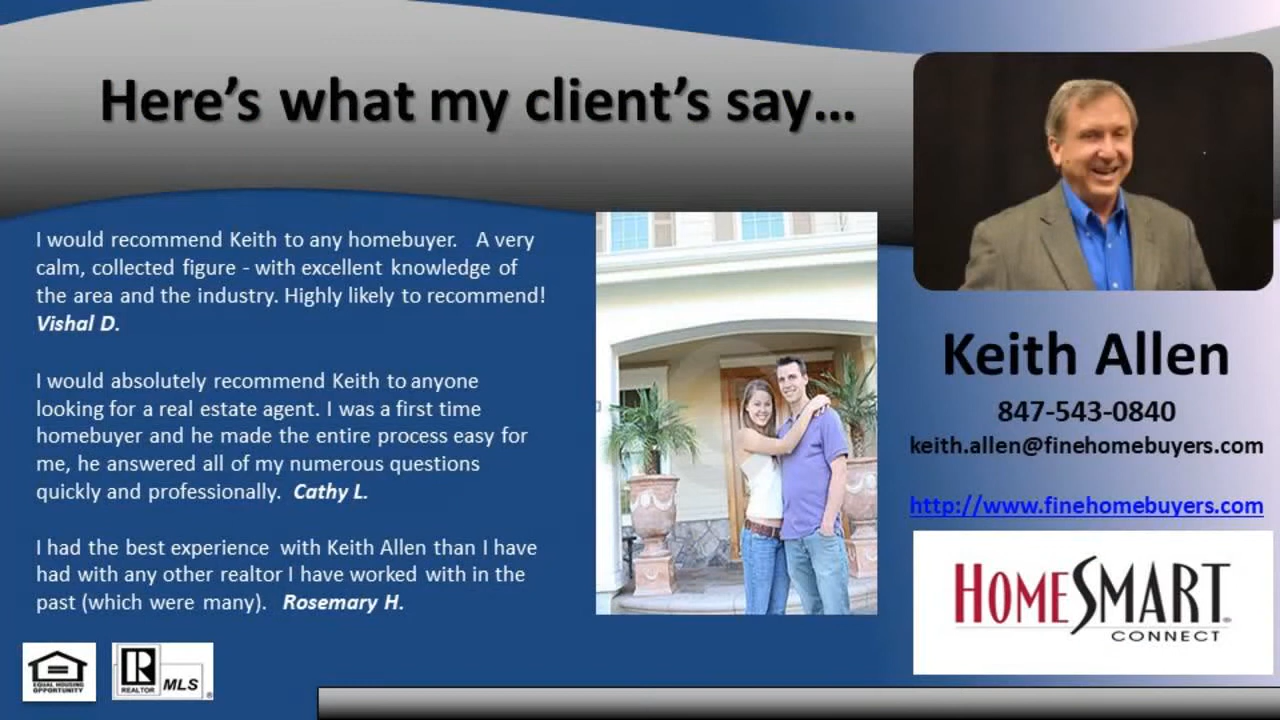 Here's what my client's say...
I would recommend Keith to any homebuyer. A very
calm, collected figure - with excellent knowledge of
the area and the industry. Highly likely to recommend!
Vishal D.
I would absolutely recommend Keith to anyone
looking for a real estate agent. I was a first time
homebuyer and he made the entire process easy for
me, he answered all of my numerous questions
quickly and professionally. Cathy L.
I had the best experience with Keith Allen than I have
had with any other realtor I have worked with in the
past (which were many). Rosemary H.
EQUAL HOUSING
OPPORTUNITY
R
REALTOR
MLS
®
Keith Allen
847-543-0840
keith.allen@finehomebuyers.com
http://www.finehomebuyers.com
HOMESMART®
CONNECT